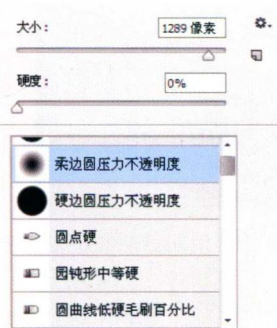 大小： 1289 像素
硬度： 0%
柔边圆压力不透明度
硬边圆压力不透明度
圆点硬
园钝形中等硬
圆曲线低硬毛刷百分比